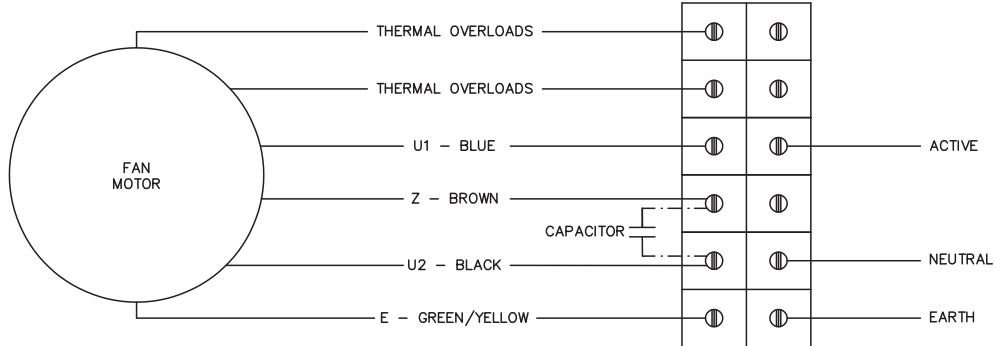 THERMAL OVERLOADS
THERMAL OVERLOADS
U1 - BLUE
ACTIVE
FAN
MOTOR
Z - BROWN
CAPACITOR
U2 - BLACK
NEUTRAL
E - GREEN/YELLOW
EARTH